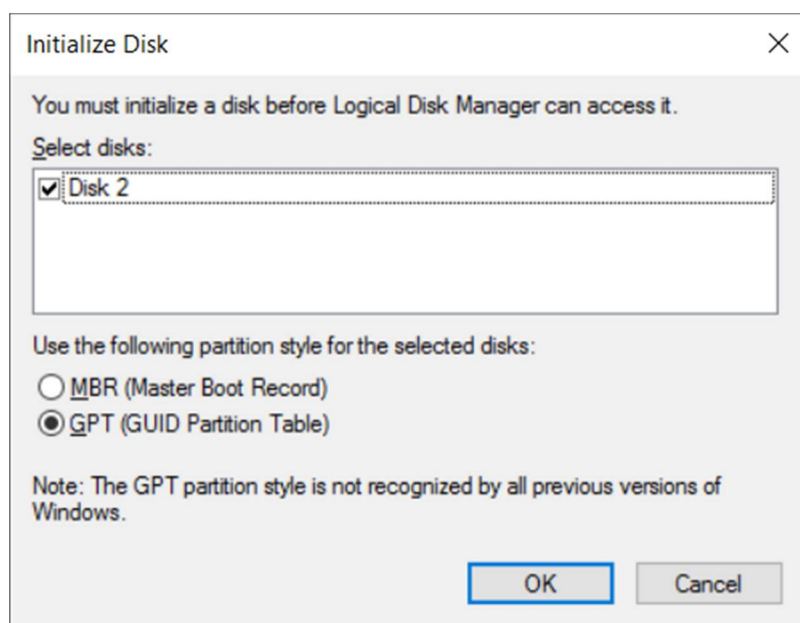 Initialize Disk
You must initialize a disk before Logical Disk Manager can access it.
Select disks:
Disk 2
Use the following partition style for the selected disks:
MBR (Master Boot Record)
GPT (GUID Partition Table)
Note: The GPT partition style is not recognized by all previous versions of
Windows.
OK
Cancel